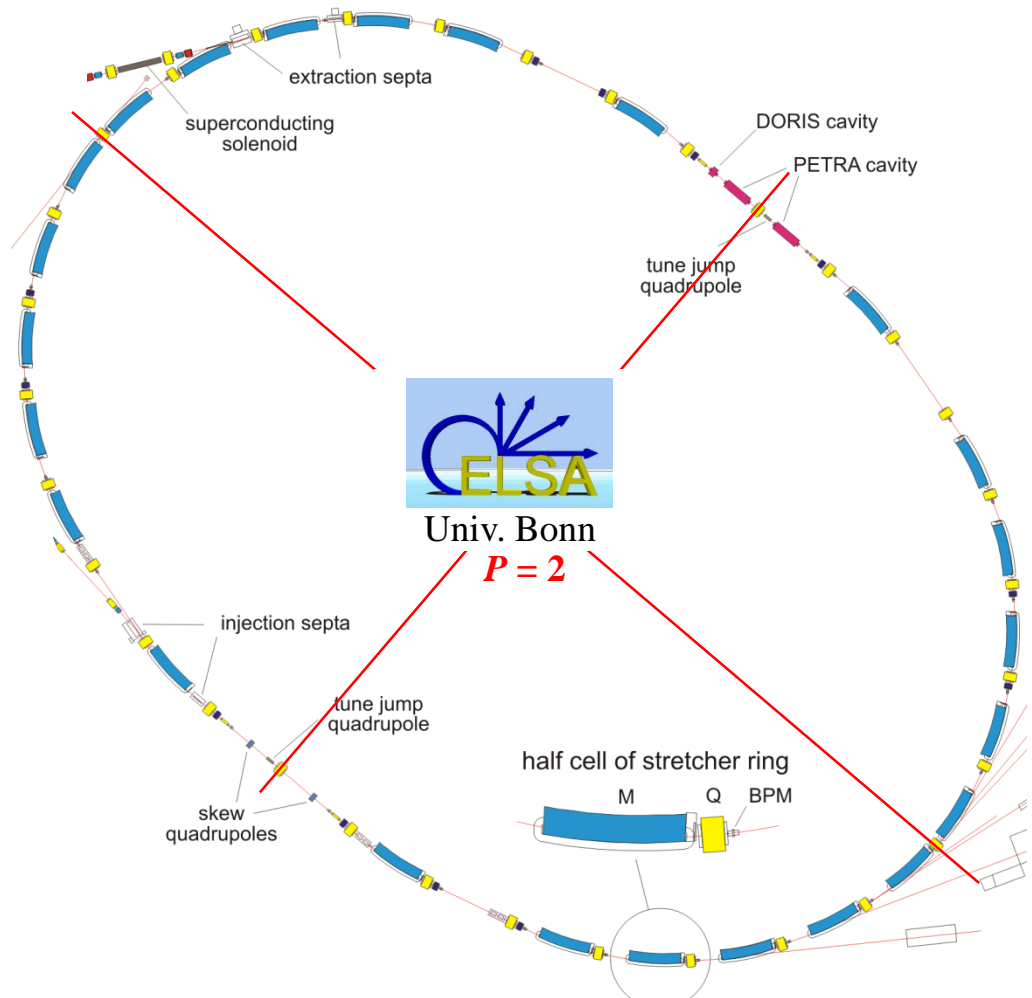 extraction septa
superconducting
solenoid
DORIS cavity
PETRA cavity
tune jump
quadrupole
ELSA
Univ. Bonn
P = 2
injection septa
tune jump
quadrupole
skew
quadrupoles
half cell of stretcher ring
M Q BPM